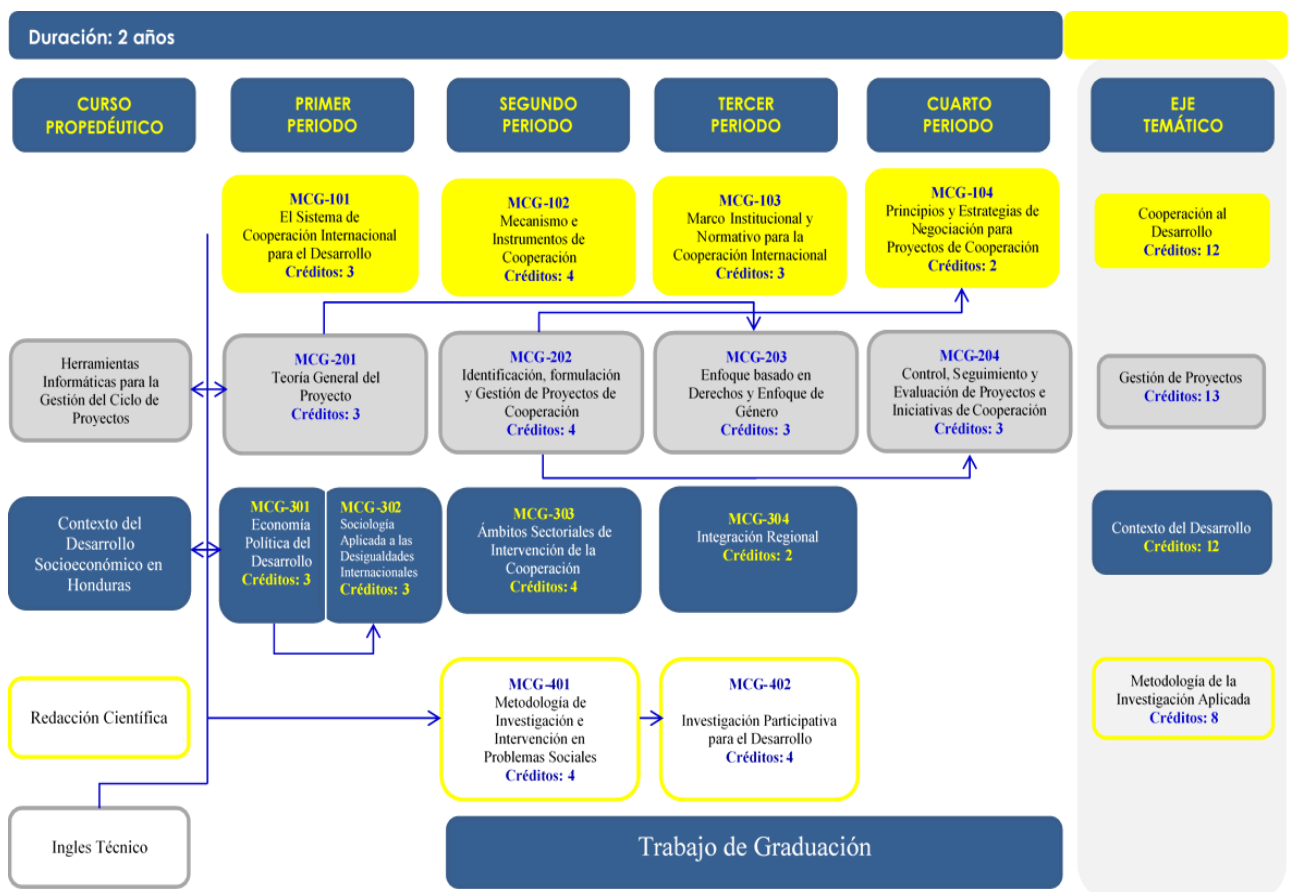 Duración: 2 años
CURSO
PROPEDÉUTICO
PRIMER
PERIODO
SEGUNDO
PERIODO
TERCER
PERIODO
CUARTO
PERIODO
EJE
TEMÁTICO
MCG-101
El Sistema de
Cooperación Internacional
para el Desarrollo
Créditos: 3
MCG-102
Mecanismo e
Instrumentos de
Cooperación
Créditos: 4
MCG-103
Marco Institucional y
Normativo para la
Cooperación Internacional
Créditos: 3
MCG-104
Principios y Estrategias de
Negociación para
Proyectos de Cooperación
Créditos: 2
Cooperación al
Desarrollo
Créditos: 12
Herramientas
Informáticas para la
Gestión del Ciclo de
Proyectos
MCG-201
Teoría General del
Proyecto
Créditos: 3
MCG-202
Identificación, formulación
y Gestión de Proyectos de
Cooperación
Créditos: 4
MCG-203
Enfoque basado en
Derechos y Enfoque de
Género
Créditos: 3
MCG-204
Control, Seguimiento y
Evaluación de Proyectos e
Iniciativas de Cooperación
Créditos: 3
Gestión de Proyectos
Créditos: 13
Contexto del
Desarrollo
Socioeconómico en
Honduras
MCG-301
Economía
Política del
Desarrollo
Créditos: 3
MCG-302
Sociología
Aplicada a las
Desigualdades
Internacionales
Créditos: 3
MCG-303
Ámbitos Sectoriales de
Intervención de la
Cooperación
Créditos: 4
MCG-304
Integración Regional
Créditos: 2
Contexto del Desarrollo
Créditos: 12
Redacción Científica
MCG-401
Metodología de
Investigación e
Intervención en
Problemas Sociales
Créditos: 4
MCG-402
Investigación Participativa
para el Desarrollo
Créditos: 4
Metodología de la
Investigación Aplicada
Créditos: 8
Ingles Técnico
Trabajo de Graduación